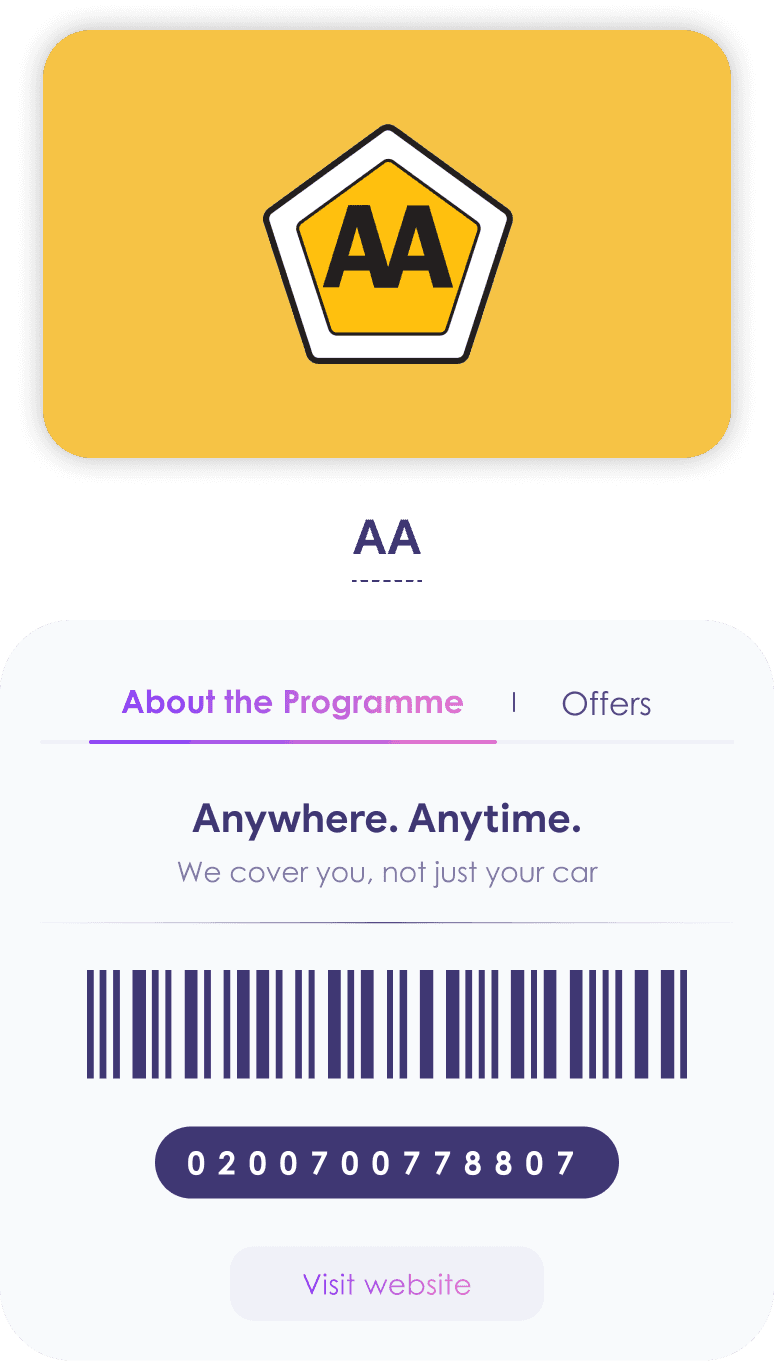 AA
AA
About the Programme | Offers
Anywhere. Anytime.
We cover you, not just your car
0200700778807
Visit website